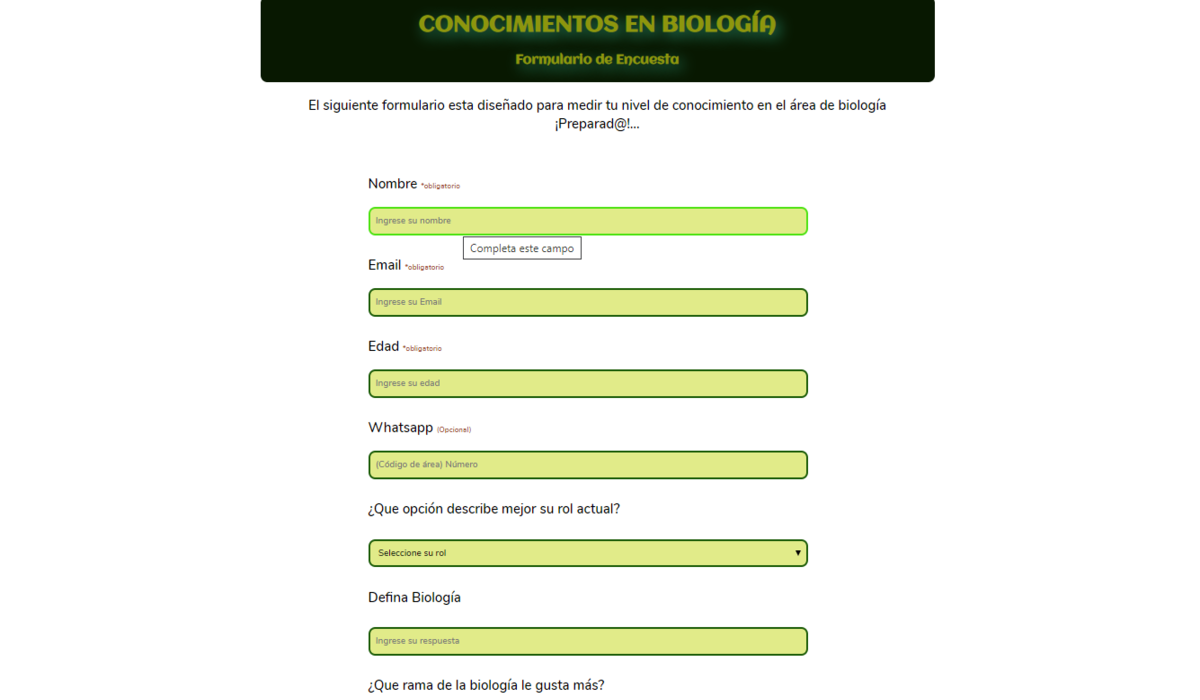 CONOCIMIENTOS EN BIOLOGÍA
Formulario de Encuesta
El siguiente formulario esta diseñado para medir tu nivel de conocimiento en el área de biología
¡Preparad@!...
Nombre *obligatorio
Ingrese su nombre
Completa este campo
Email *obligatorio
Ingrese su Email
Edad *obligatorio
Ingrese su edad
Whatsapp (Opcional)
(Código de área) Número
¿Que opción describe mejor su rol actual?
Seleccione su rol
Defina Biología
Ingrese su respuesta
¿Que rama de la biología le gusta más?